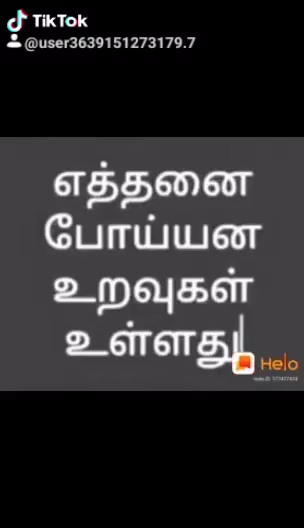 TikTok
@user3639151273179.7
எத்தனை
போய்யன
உறவுகள்
உள்ளது
Helo